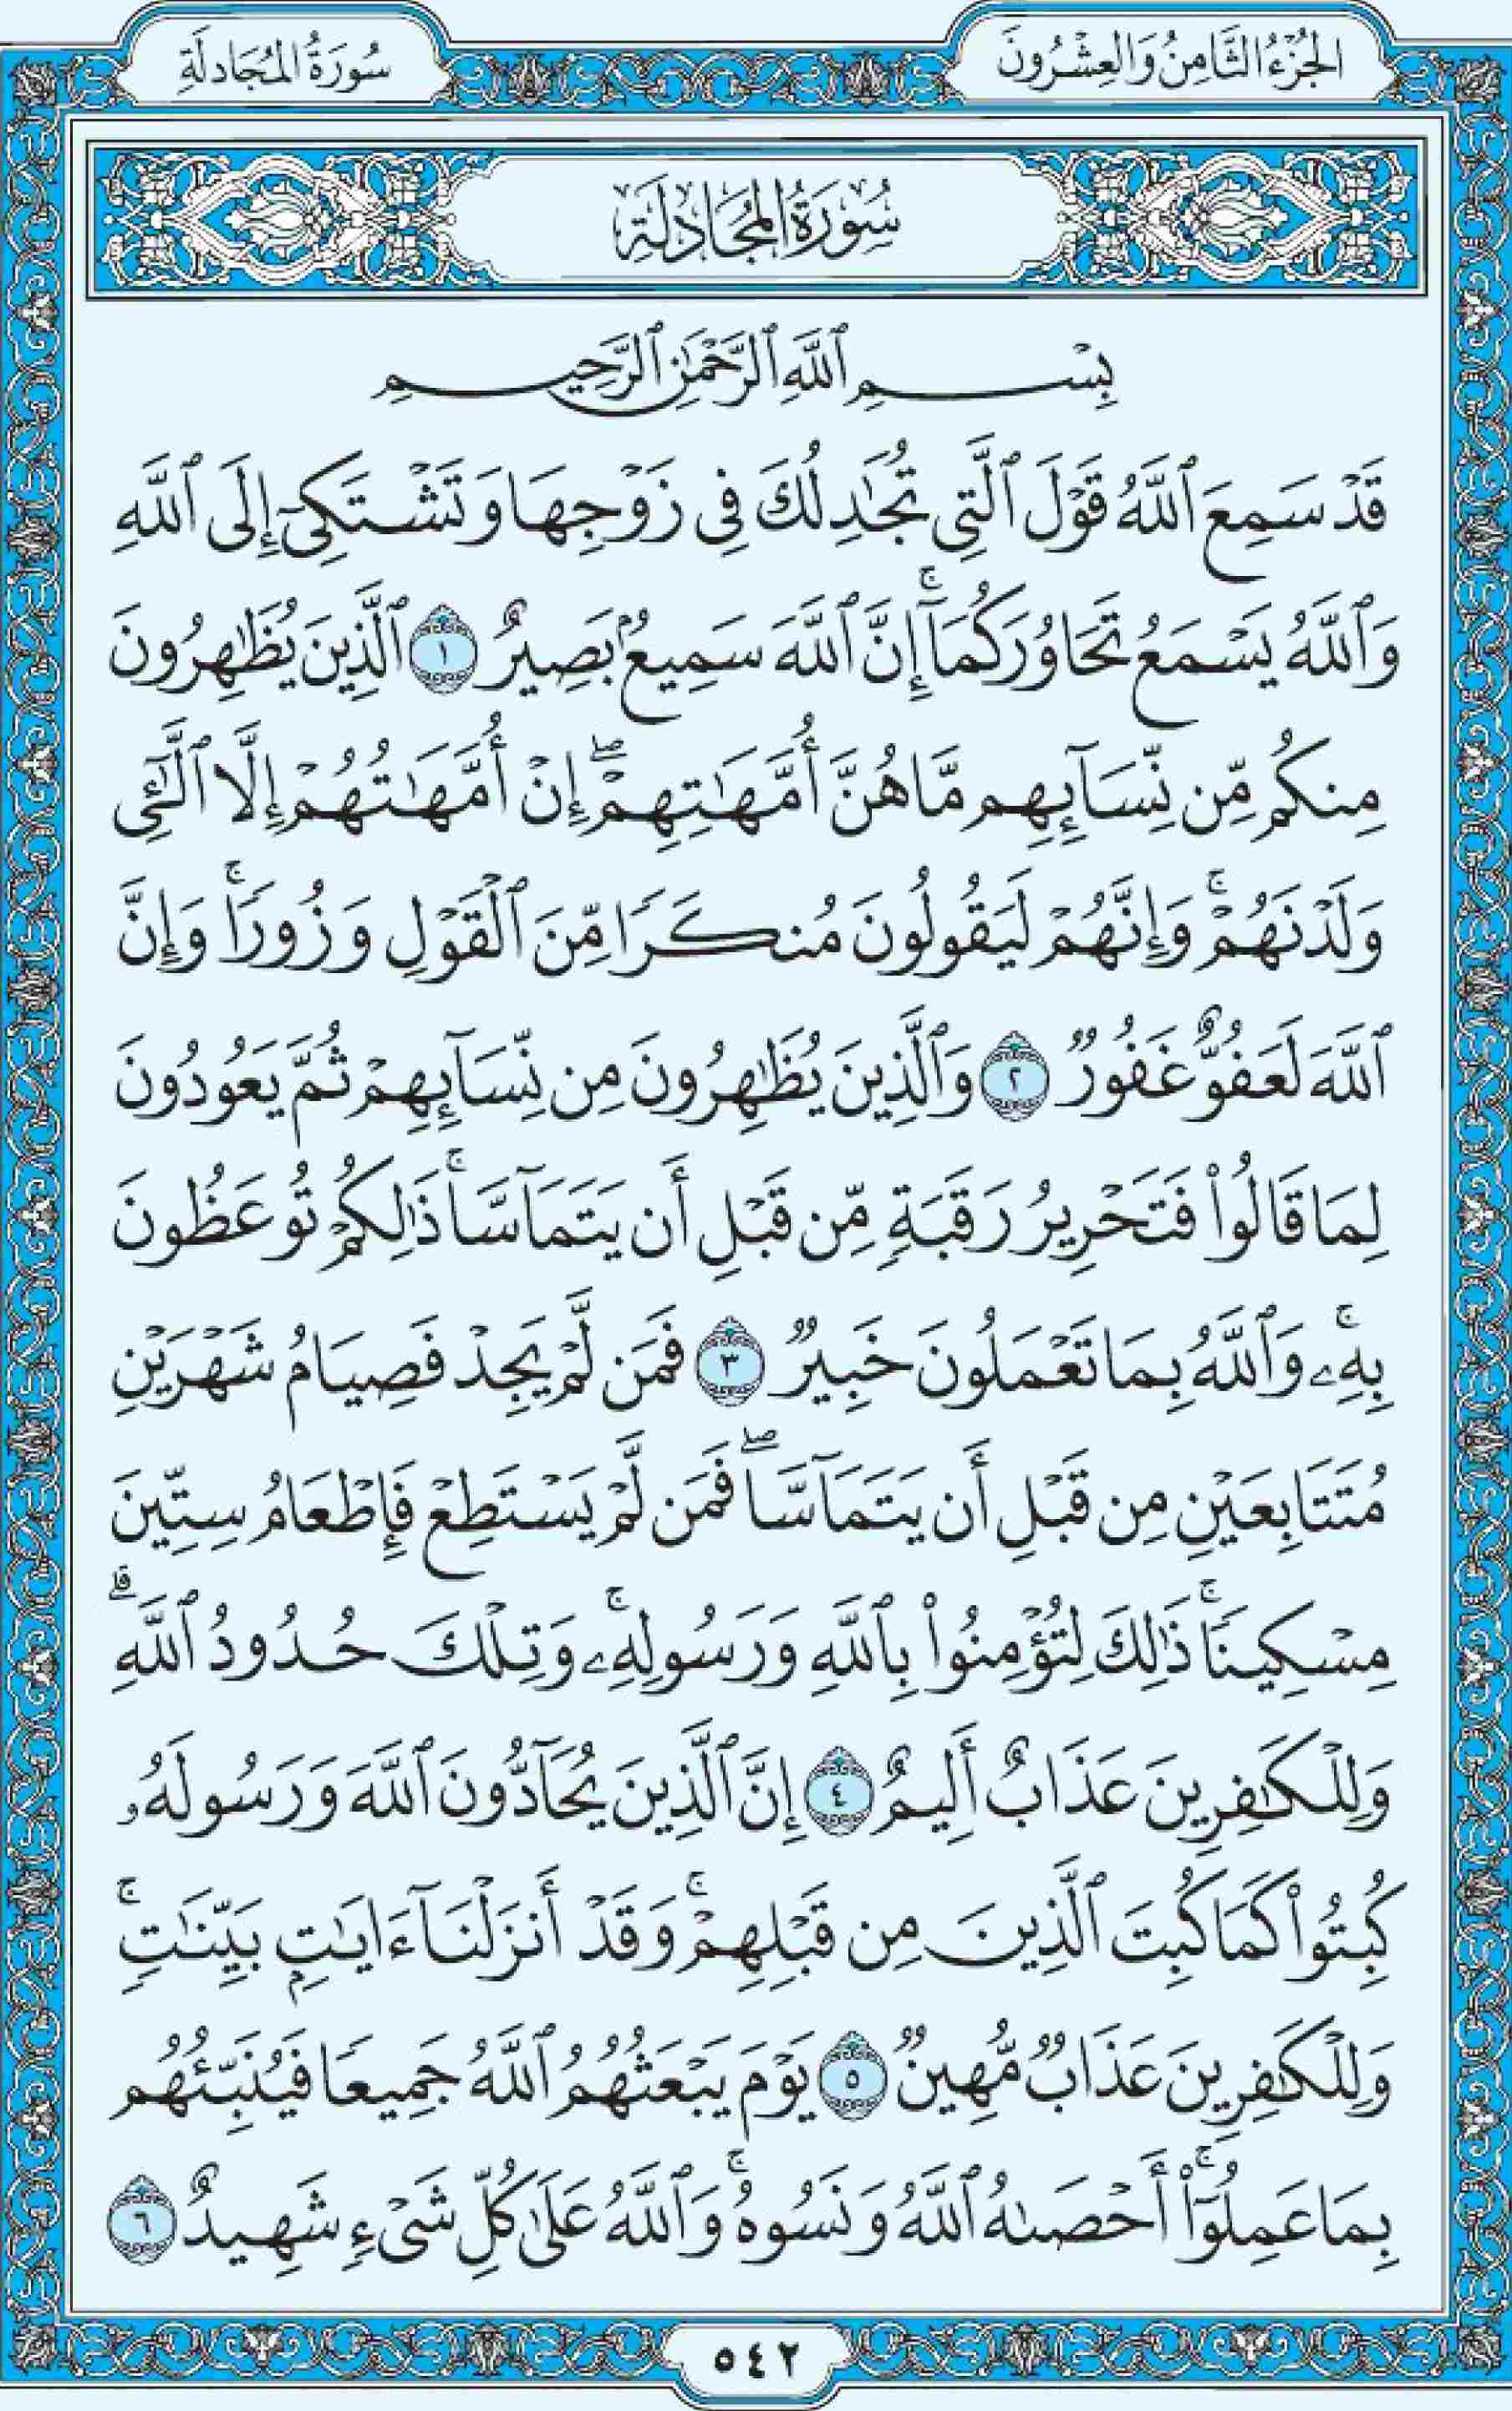 الجُزْءُ الثَّامِنُ وَالعِشْرُونَ
سُورَةُ المُجَادلَة
سُورَةُ المُجَادلَة
بِسْمِ ٱللَّهِ ٱلرَّحْمَٰنِ ٱلرَّحِيمِ
قَدْ سَمِعَ ٱللَّهُ قَوْلَ ٱلَّتِي تُجَٰدِلُكَ فِي زَوْجِهَا وَتَشْتَكِيٓ إِلَى ٱللَّهِ
وَٱللَّهُ يَسْمَعُ تَحَاوُرَكُمَآۚ إِنَّ ٱللَّهَ سَمِيعُۢ بَصِيرٌ ١ ٱلَّذِينَ يُظَٰهِرُونَ
مِنكُم مِّن نِّسَآئِهِم مَّا هُنَّ أُمَّهَٰتِهِمْۖ إِنْ أُمَّهَٰتُهُمْ إِلَّا ٱلَّٰٓـِٔي
وَلَدْنَهُمْۚ وَإِنَّهُمْ لَيَقُولُونَ مُنكَرًا مِّنَ ٱلْقَوْلِ وَزُورًاۚ وَإِنَّ
ٱللَّهَ لَعَفُوٌّ غَفُورٌ ٢ وَٱلَّذِينَ يُظَٰهِرُونَ مِن نِّسَآئِهِمْ ثُمَّ يَعُودُونَ
لِمَا قَالُوا۟ فَتَحْرِيرُ رَقَبَةٍ مِّن قَبْلِ أَن يَتَمَآسَّاۚ ذَٰلِكُمْ تُوعَظُونَ
بِهِۦۚ وَٱللَّهُ بِمَا تَعْمَلُونَ خَبِيرٌ ٣ فَمَن لَّمْ يَجِدْ فَصِيَامُ شَهْرَيْنِ
مُتَتَابِعَيْنِ مِن قَبْلِ أَن يَتَمَآسَّاۖ فَمَن لَّمْ يَسْتَطِعْ فَإِطْعَامُ سِتِّينَ
مِسْكِينًاۚ ذَٰلِكَ لِتُؤْمِنُوا۟ بِٱللَّهِ وَرَسُولِهِۦۚ وَتِلْكَ حُدُودُ ٱللَّهِۗ
وَلِلْكَٰفِرِينَ عَذَابٌ أَلِيمٌ ٤ إِنَّ ٱلَّذِينَ يُحَآدُّونَ ٱللَّهَ وَرَسُولَهُۥ
كُبِتُوا۟ كَمَا كُبِتَ ٱلَّذِينَ مِن قَبْلِهِمْۚ وَقَدْ أَنزَلْنَآ ءَايَٰتِۭ بَيِّنَٰتٍۚ
وَلِلْكَٰفِرِينَ عَذَابٌ مُّهِينٌ ٥ يَوْمَ يَبْعَثُهُمُ ٱللَّهُ جَمِيعًا فَيُنَبِّئُهُم
بِمَا عَمِلُوٓا۟ۚ أَحْصَىٰهُ ٱللَّهُ وَنَسُوهُۚ وَٱللَّهُ عَلَىٰ كُلِّ شَيْءٍ شَهِيدٌ ٦
٥٤٢